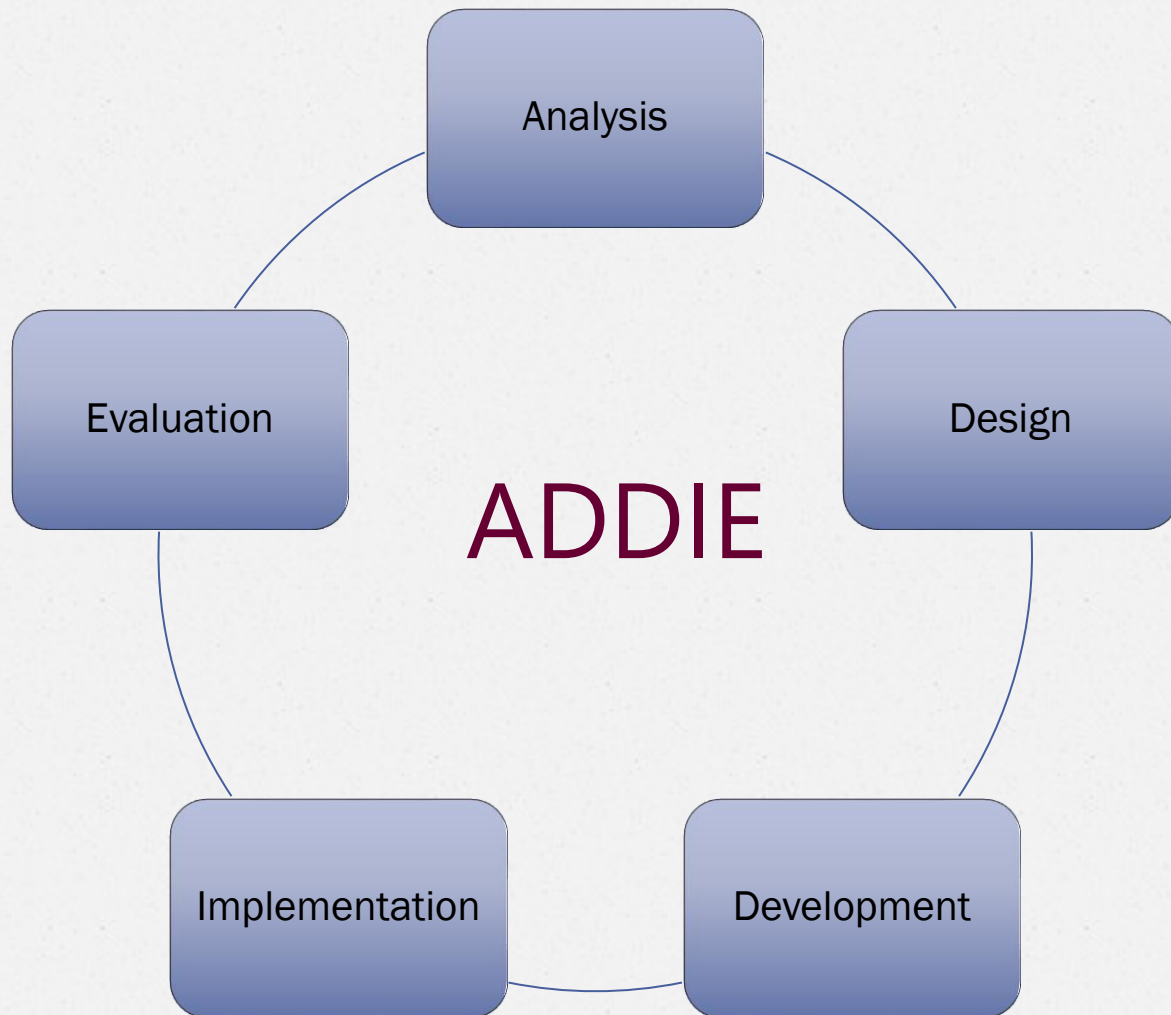 Analysis
Design
Development
Implementation
Evaluation
ADDIE